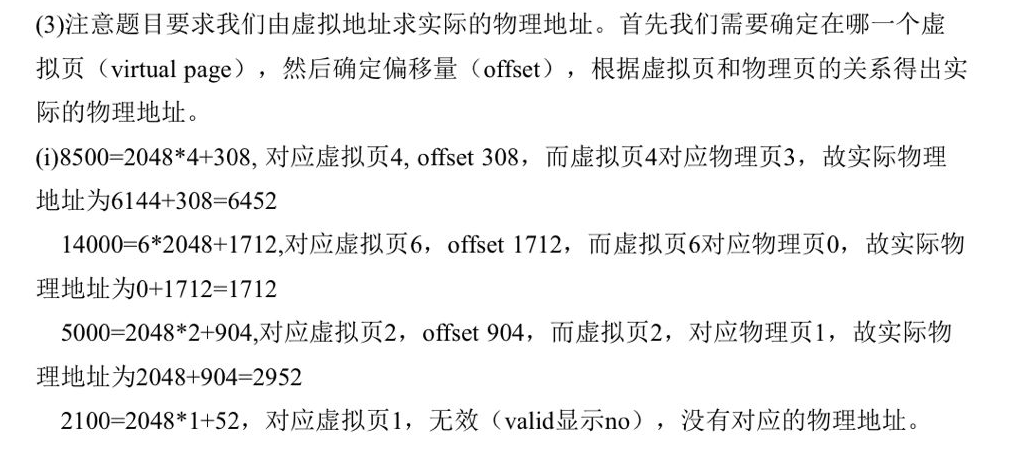 (3)注意题目要求我们由虚拟地址求实际的物理地址。首先我们需要确定在哪一个虚
拟页（virtual page），然后确定偏移量（offset），根据虚拟页和物理页的关系得出实
际的物理地址。
(i)8500=2048*4+308, 对应虚拟页4, offset 308，而虚拟页4对应物理页3，故实际物理
地址为6144+308=6452
14000=6*2048+1712,对应虚拟页6，offset 1712，而虚拟页6对应物理页0，故实际物
理地址为0+1712=1712
5000=2048*2+904,对应虚拟页2，offset 904，而虚拟页2，对应物理页1，故实际物
理地址为2048+904=2952
2100=2048*1+52，对应虚拟页1，无效（valid显示no），没有对应的物理地址。